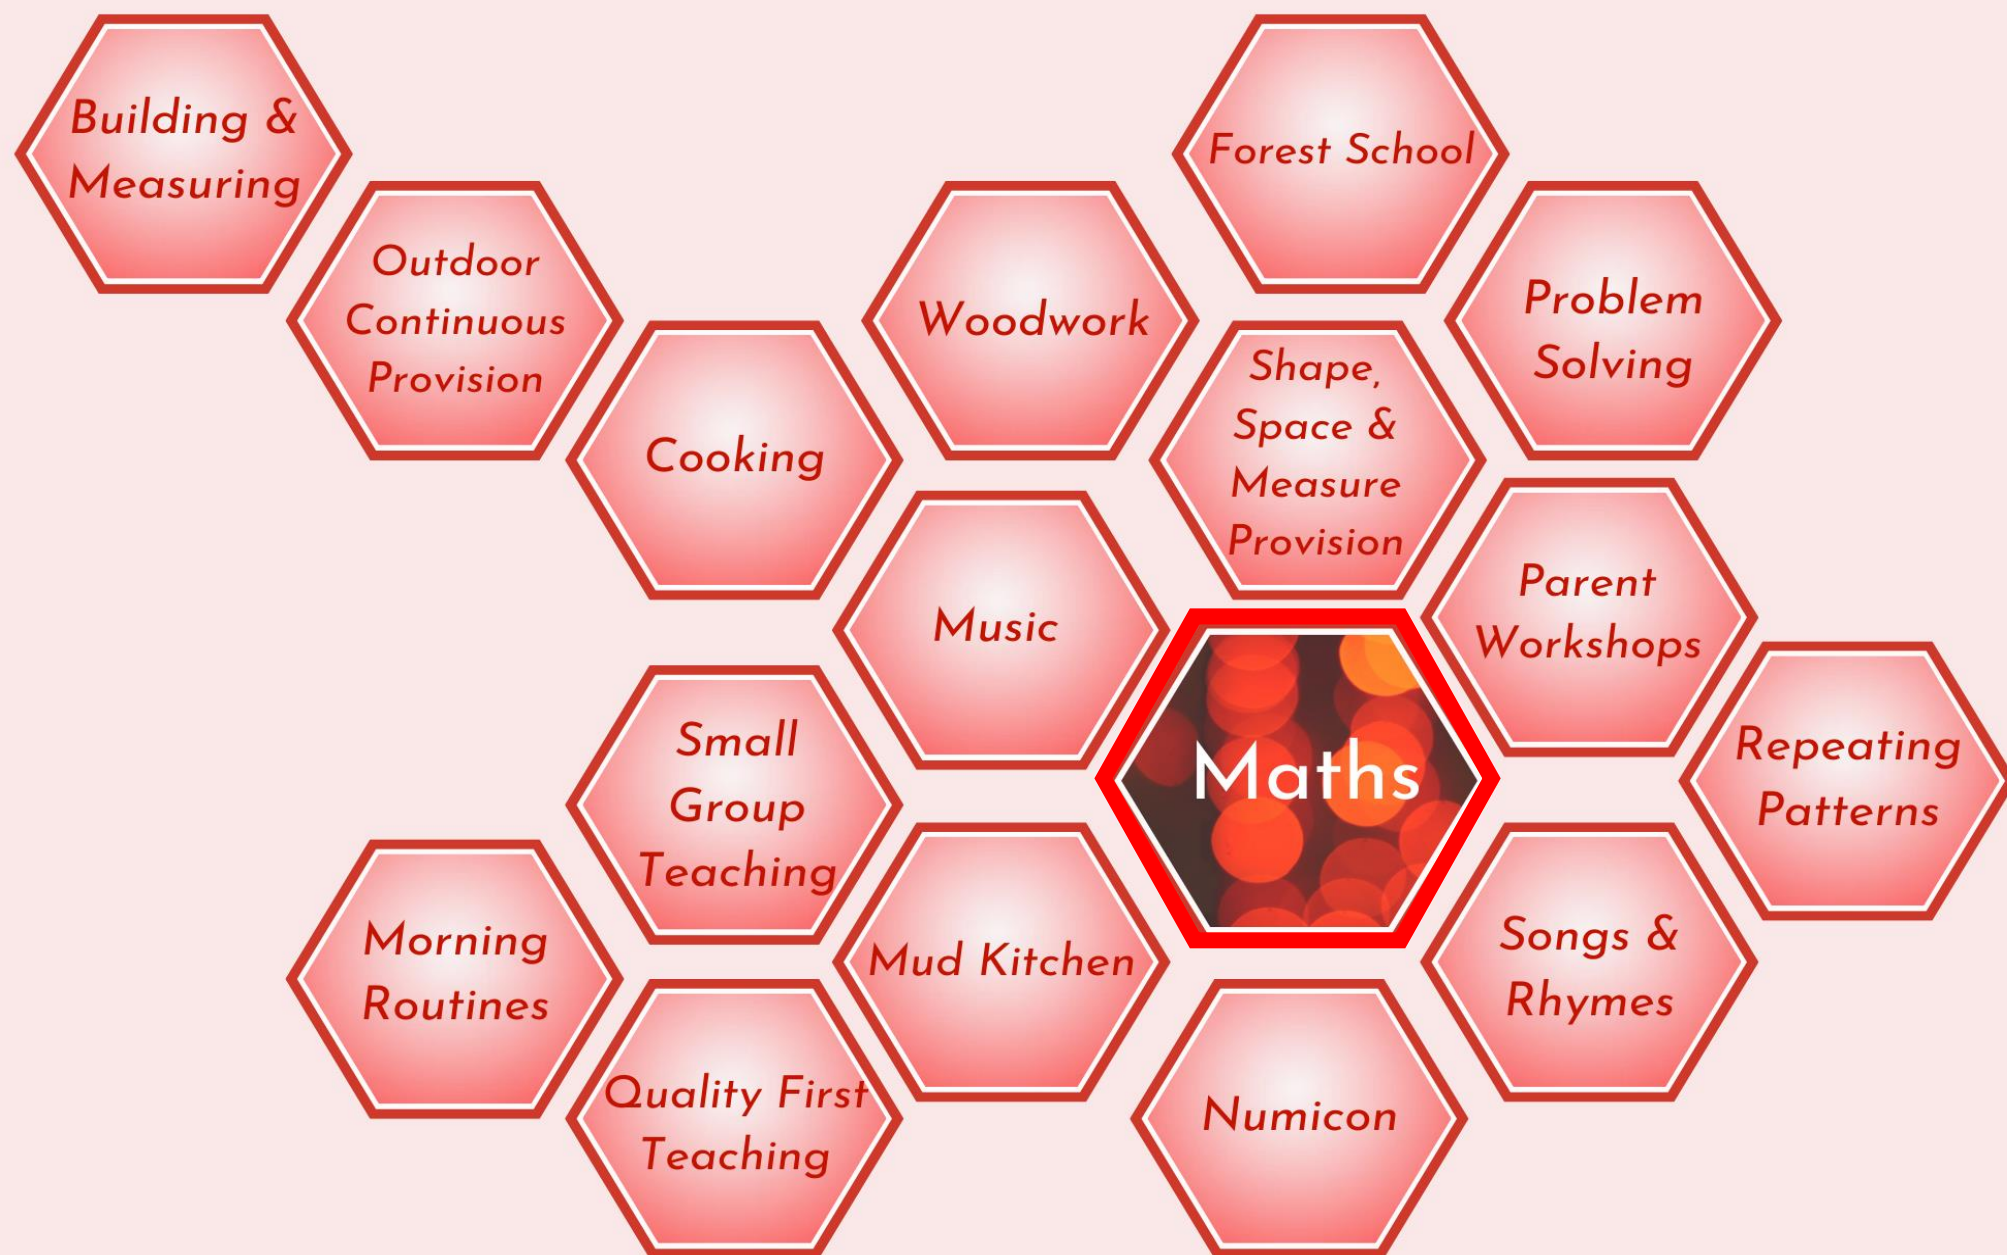 Building &
Measuring
Forest School
Outdoor
Continuous
Provision
Woodwork
Problem
Solving
Cooking
Shape,
Space &
Measure
Provision
Music
Parent
Workshops
Small
Group
Teaching
Maths
Repeating
Patterns
Morning
Routines
Mud Kitchen
Songs &
Rhymes
Quality First
Teaching
Numicon